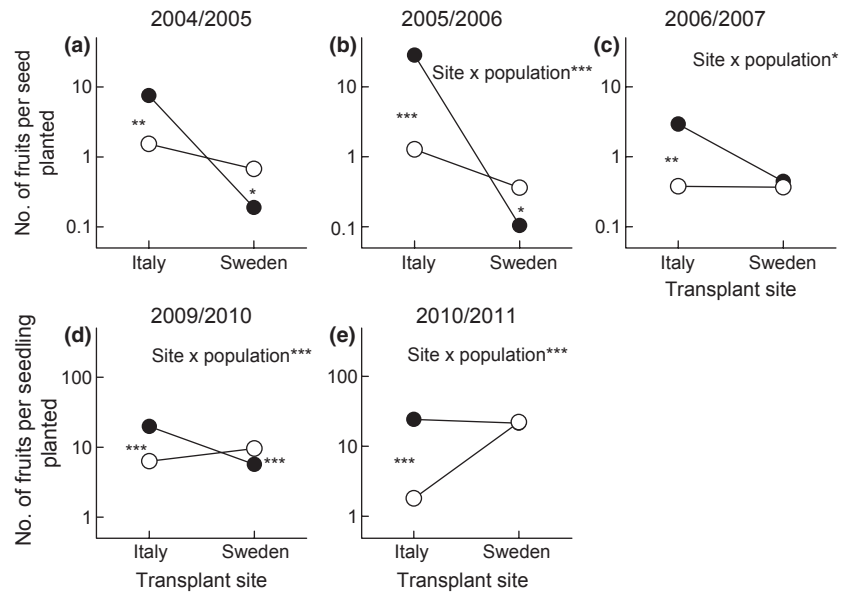 2004/2005
2005/2006
2006/2007
(a)
(b)
(c)
No. of fruits per seed
planted
10
1
0.1
**
*
Italy
Sweden
Site x population***
10
1
0.1
***
*
Italy
Sweden
Site x population*
10
1
0.1
**
Italy
Sweden
Transplant site
2009/2010
2010/2011
(d)
(e)
No. of fruits per seedling
planted
Site x population***
100
10
1
***
***
Italy
Sweden
Transplant site
Site x population***
100
10
1
***
Italy
Sweden
Transplant site